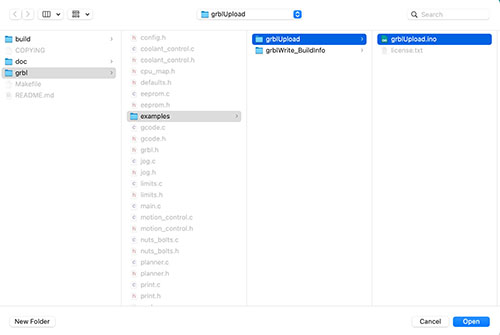 grblUpload
Search
build
COPYING
doc
grbl
Makefile
README.md
config.h
coolant_control.c
coolant_control.h
cpu_map.h
defaults.h
eeprom.c
eeprom.h
examples
gcode.c
gcode.h
grbl.h
jog.c
jog.h
limits.c
limits.h
main.c
motion_control.c
motion_control.h
nuts_bolts.c
nuts_bolts.h
planner.c
planner.h
print.c
print.h
grblUpload
grblWrite_BuildInfo
grblUpload.ino
license.txt
New Folder
Cancel
Open